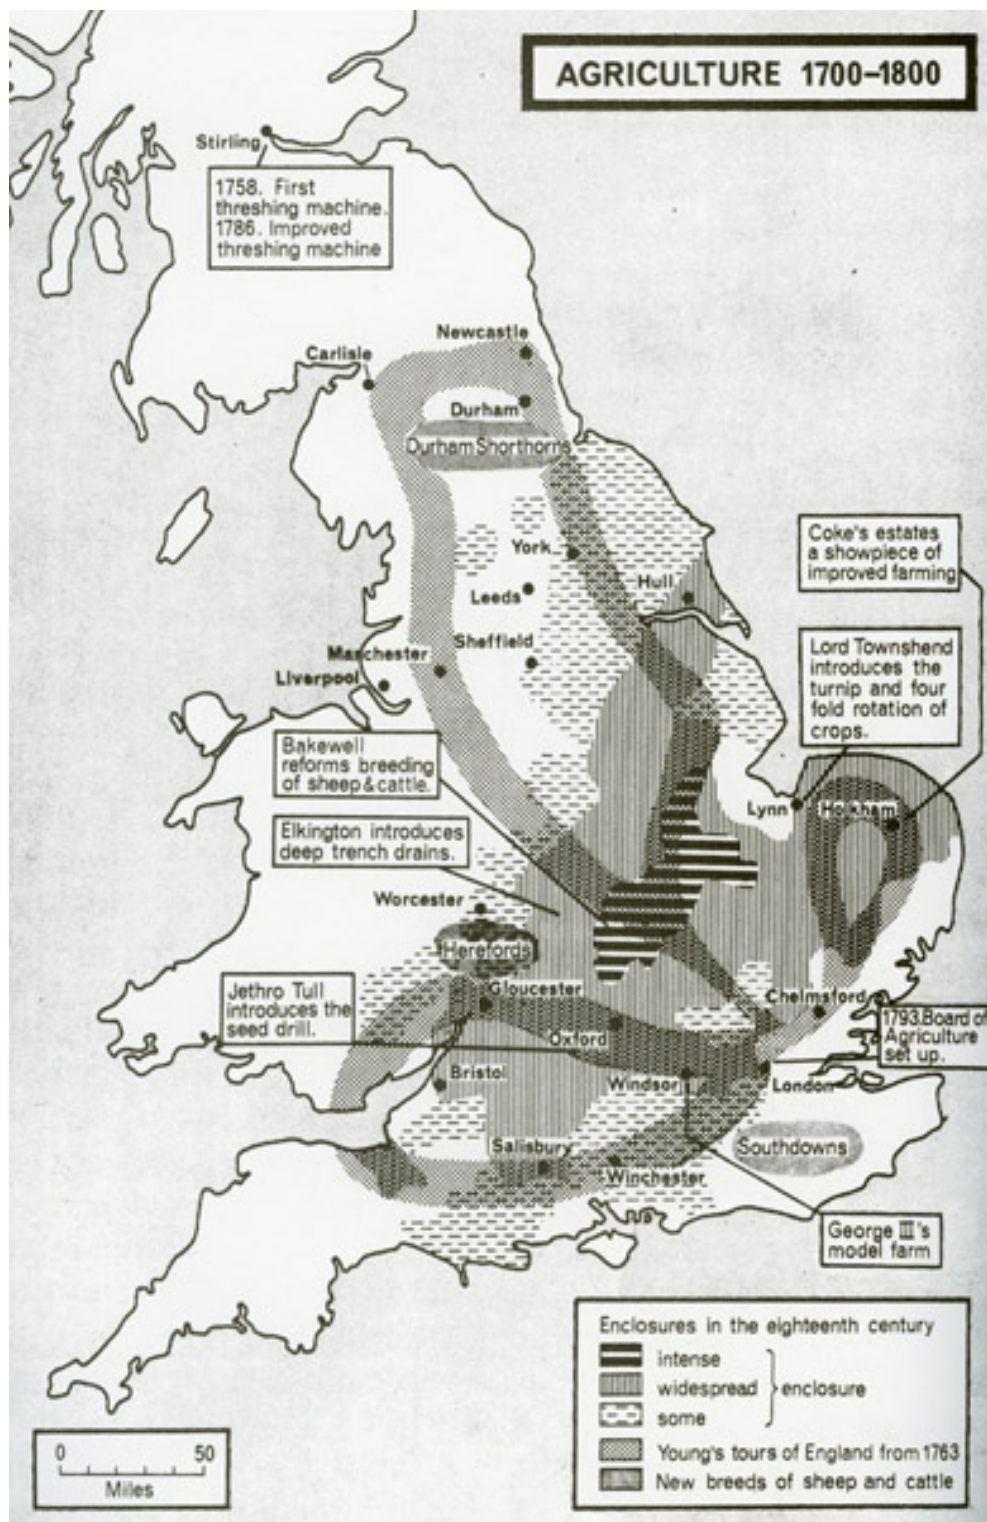 AGRICULTURE 1700–1800
Stirling
1758. First
threshing machine.
1786. Improved
threshing machine
Newcastle
Carlisle
Durham
Durham Shorthorns
Coke's estates
a showpiece of
improved farming
York
Hull
Leeds
Sheffield
Manchester
Liverpool
Lord Townshend
introduces the
turnip and four
fold rotation of
crops.
Bakewell
reforms breeding
of sheep & cattle.
Lynn
Holkham
Elkington introduces
deep trench drains.
Worcester
Herefords
Jethro Tull
introduces the
seed drill.
Gloucester
Chelmsford
1793. Board of
Agriculture
set up.
Oxford
Bristol
Windsor
London
Salisbury
Southdowns
Winchester
George III's
model farm
Enclosures in the eighteenth century
intense
widespread
enclosure
some
Young's tours of England from 1763
New breeds of sheep and cattle
0 50
Miles